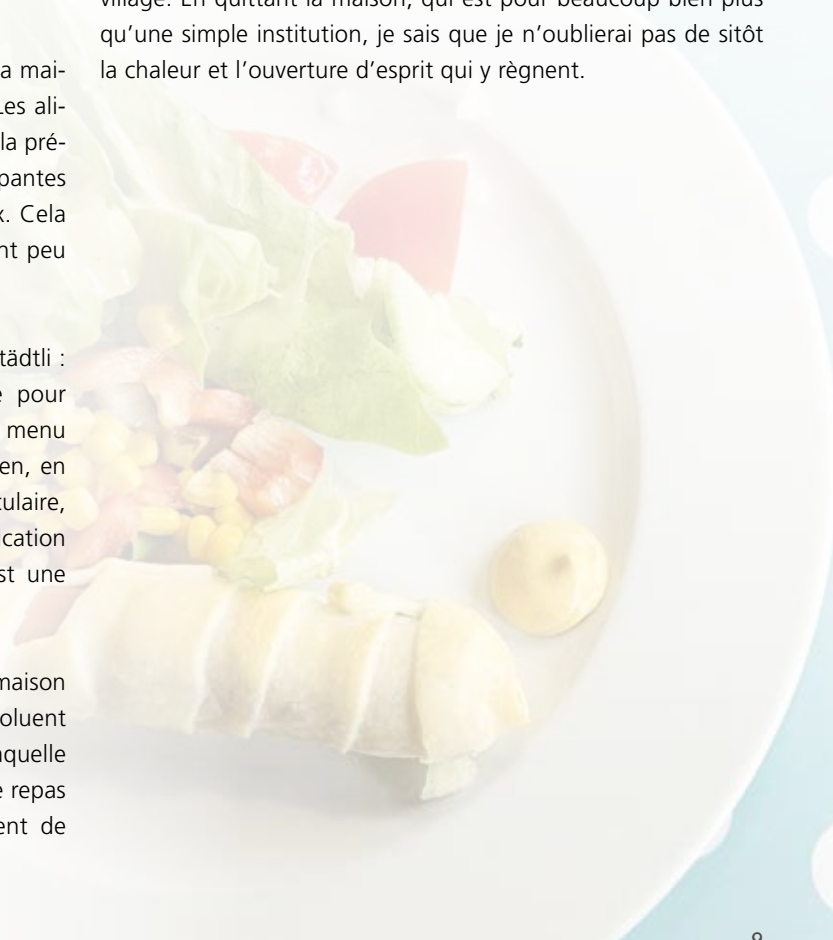 a mai-
Les ali-
la pré-
pantes
x. Cela
nt peu
tädtli :
e pour
menu
en, en
culaire,
ication
st une
maison
oluent
aquelle
e repas
ent de
village. En quittant la maison, qui est pour beaucoup bien plus
qu’une simple institution, je sais que je n’oublierai pas de sitôt
la chaleur et l’ouverture d’esprit qui y règnent.
9